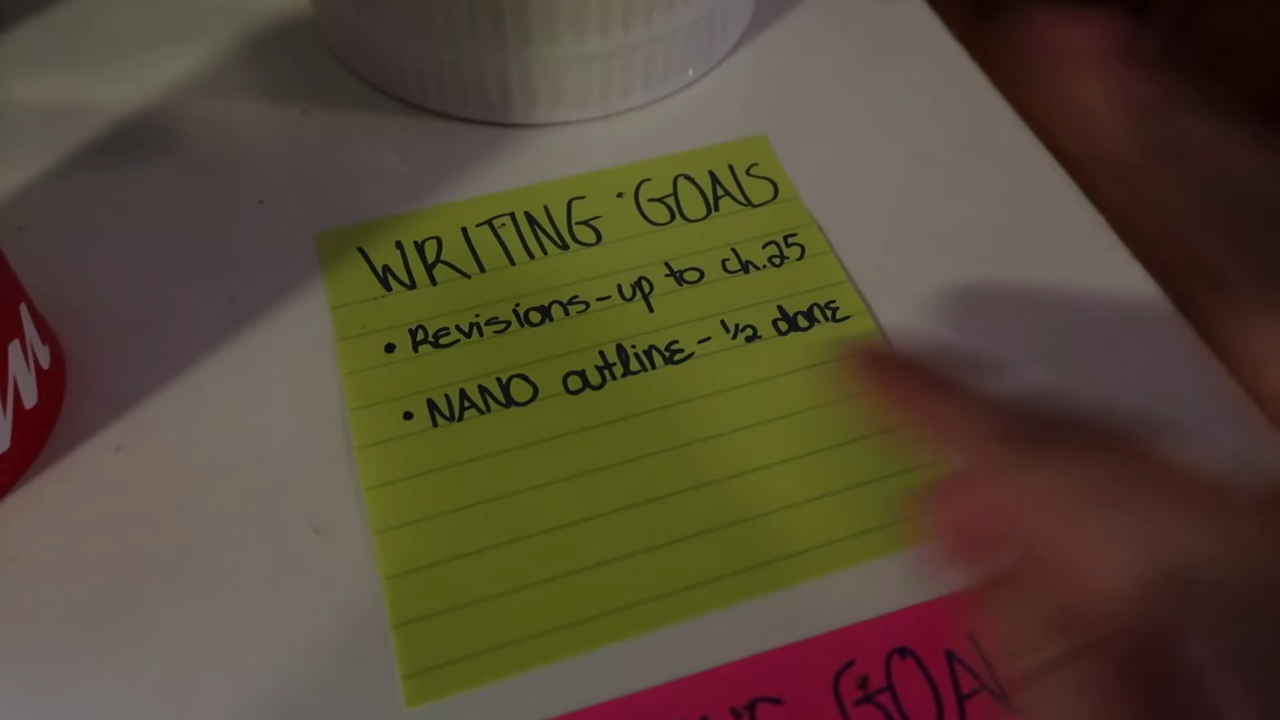 WRITING GOALS
• Revisions - up to ch.25
• NANO outline - ½ done